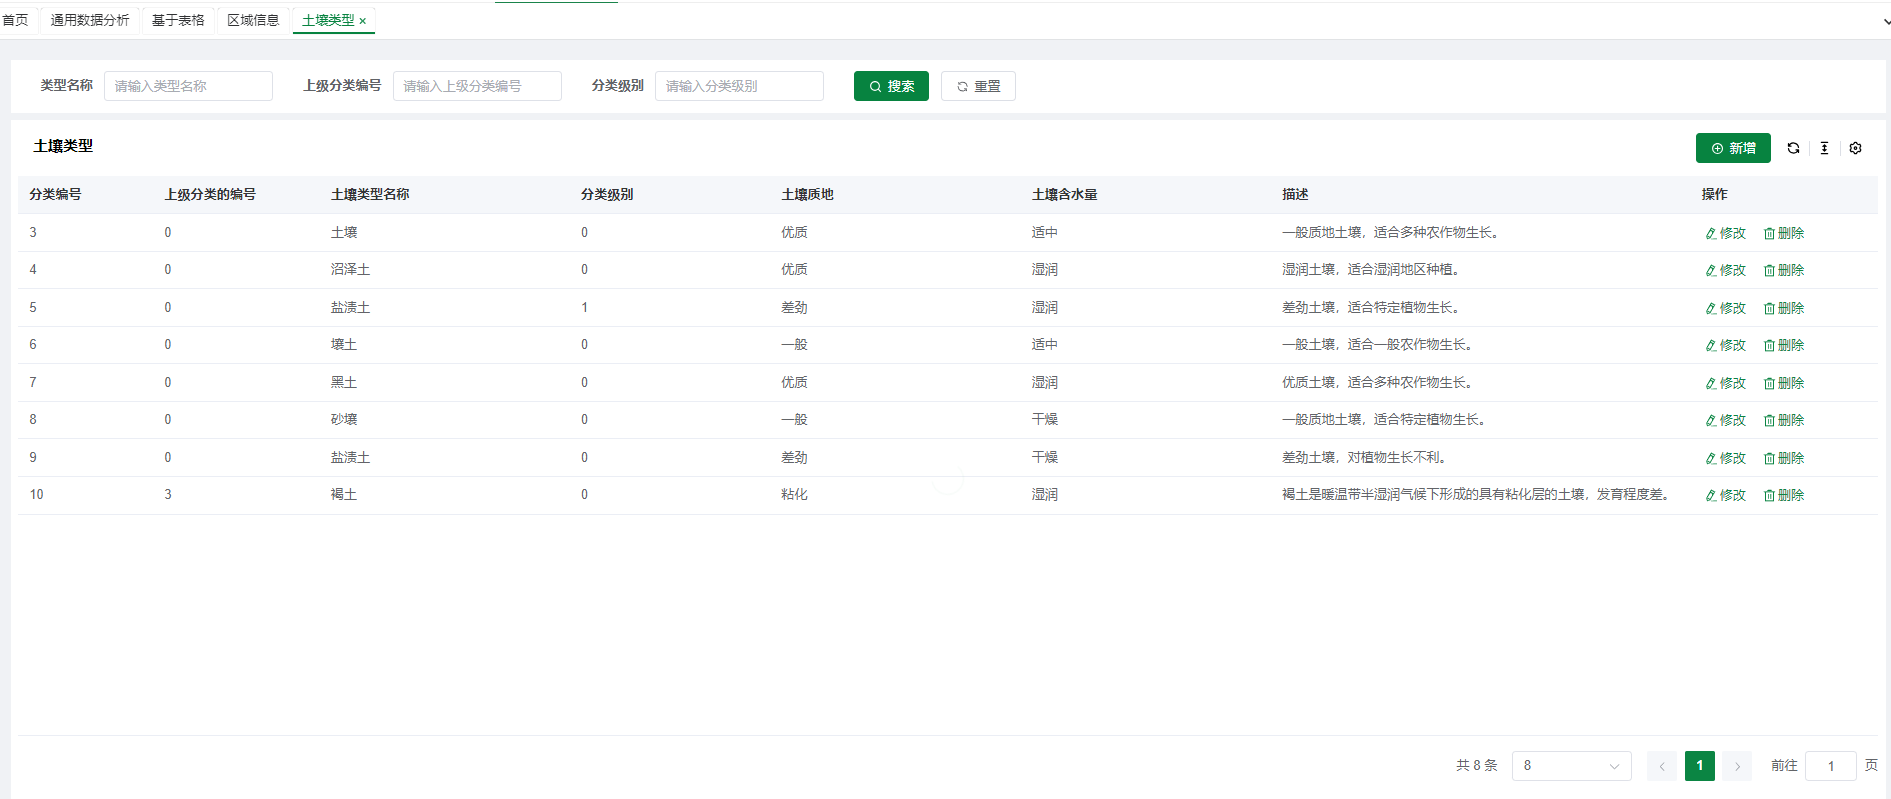 首页 通用数据分析 基于表格 区域信息 土壤类型 ×
类型名称 请输入类型名称 上级分类编号 请输入上级分类编号 分类级别 请输入分类级别 搜索 重置
土壤类型 新增
分类编号 上级分类的编号 土壤类型名称 分类级别 土壤质地 土壤含水量 描述 操作
3 0 土壤 0 优质 适中 一般质地土壤，适合多种农作物生长。 修改 删除
4 0 沼泽土 0 优质 湿润 湿润土壤，适合湿润地区种植。 修改 删除
5 0 盐渍土 1 差劲 湿润 差劲土壤，适合特定植物生长。 修改 删除
6 0 壤土 0 一般 适中 一般土壤，适合一般农作物生长。 修改 删除
7 0 黑土 0 优质 湿润 优质土壤，适合多种农作物生长。 修改 删除
8 0 砂壤 0 一般 干燥 一般质地土壤，适合特定植物生长。 修改 删除
9 0 盐渍土 0 差劲 干燥 差劲土壤，对植物生长不利。 修改 删除
10 3 褐土 0 粘化 湿润 褐土是暖温带半湿润气候下形成的具有粘化层的土壤，发育程度差。 修改 删除
共 8 条 8 1 前往 1 页